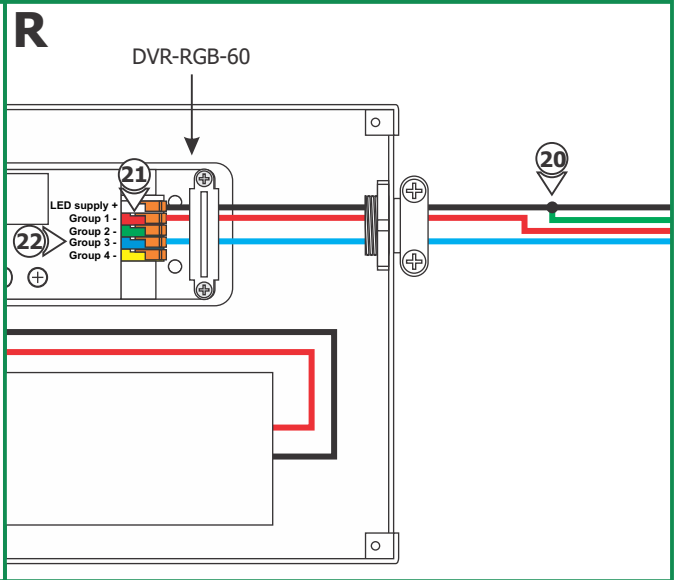 R
DVR-RGB-60
20
21
LED supply +
Group 1 -
Group 2 -
22
Group 3 -
Group 4 -